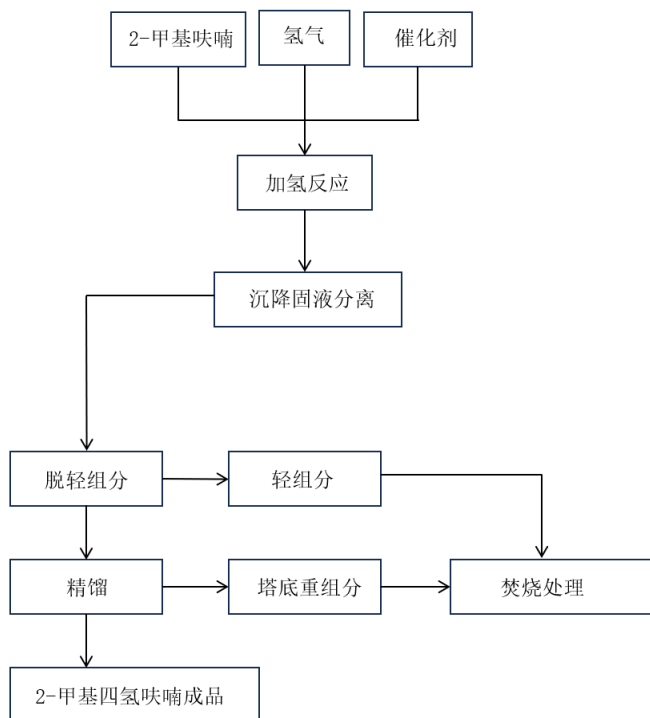 2-甲基呋喃
氢气
催化剂
加氢反应
沉降固液分离
脱轻组分
轻组分
精馏
塔底重组分
焚烧处理
2-甲基四氢呋喃成品